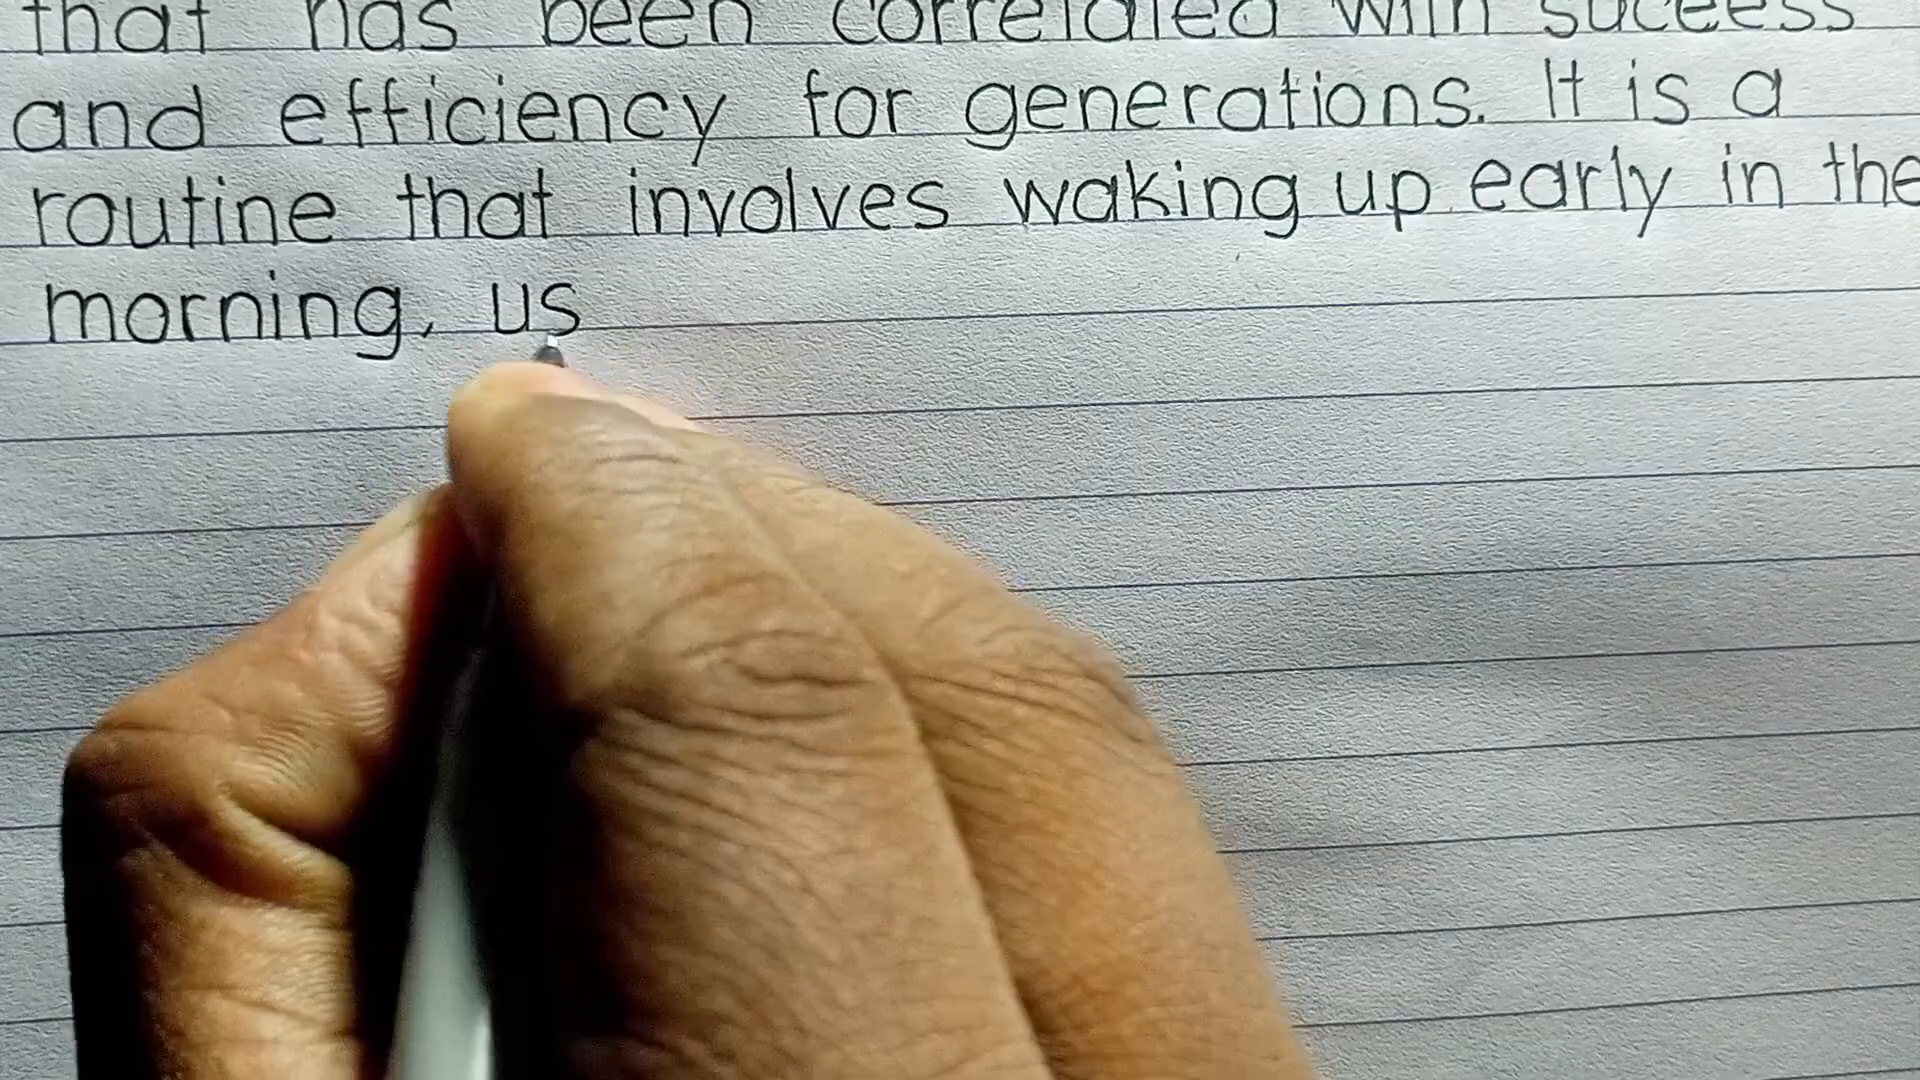 that has been correlated with suceess
and efficiency for generations. It is a
routine that involves waking up early in the
morning, us